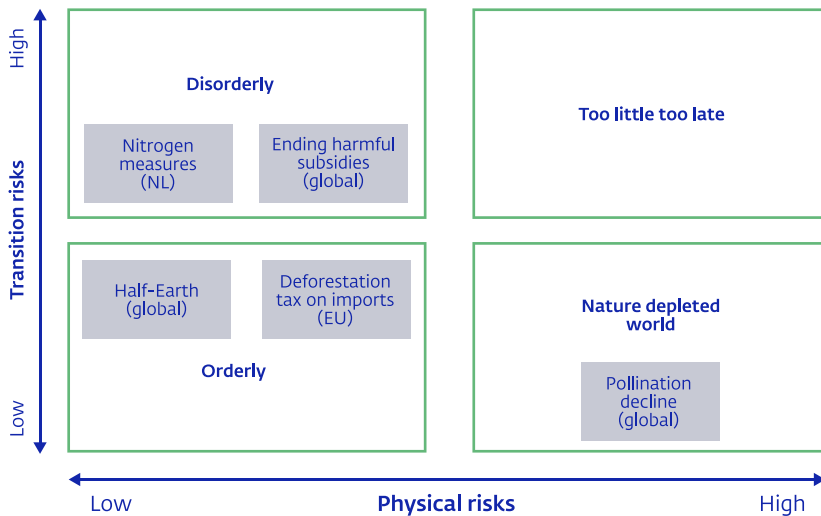 High
Transition risks
Low
Disorderly
Nitrogen
measures
(NL)
Ending harmful
subsidies
(global)
Too little too late
Half-Earth
(global)
Deforestation
tax on imports
(EU)
Orderly
Nature depleted
world
Pollination
decline
(global)
Low
Physical risks
High